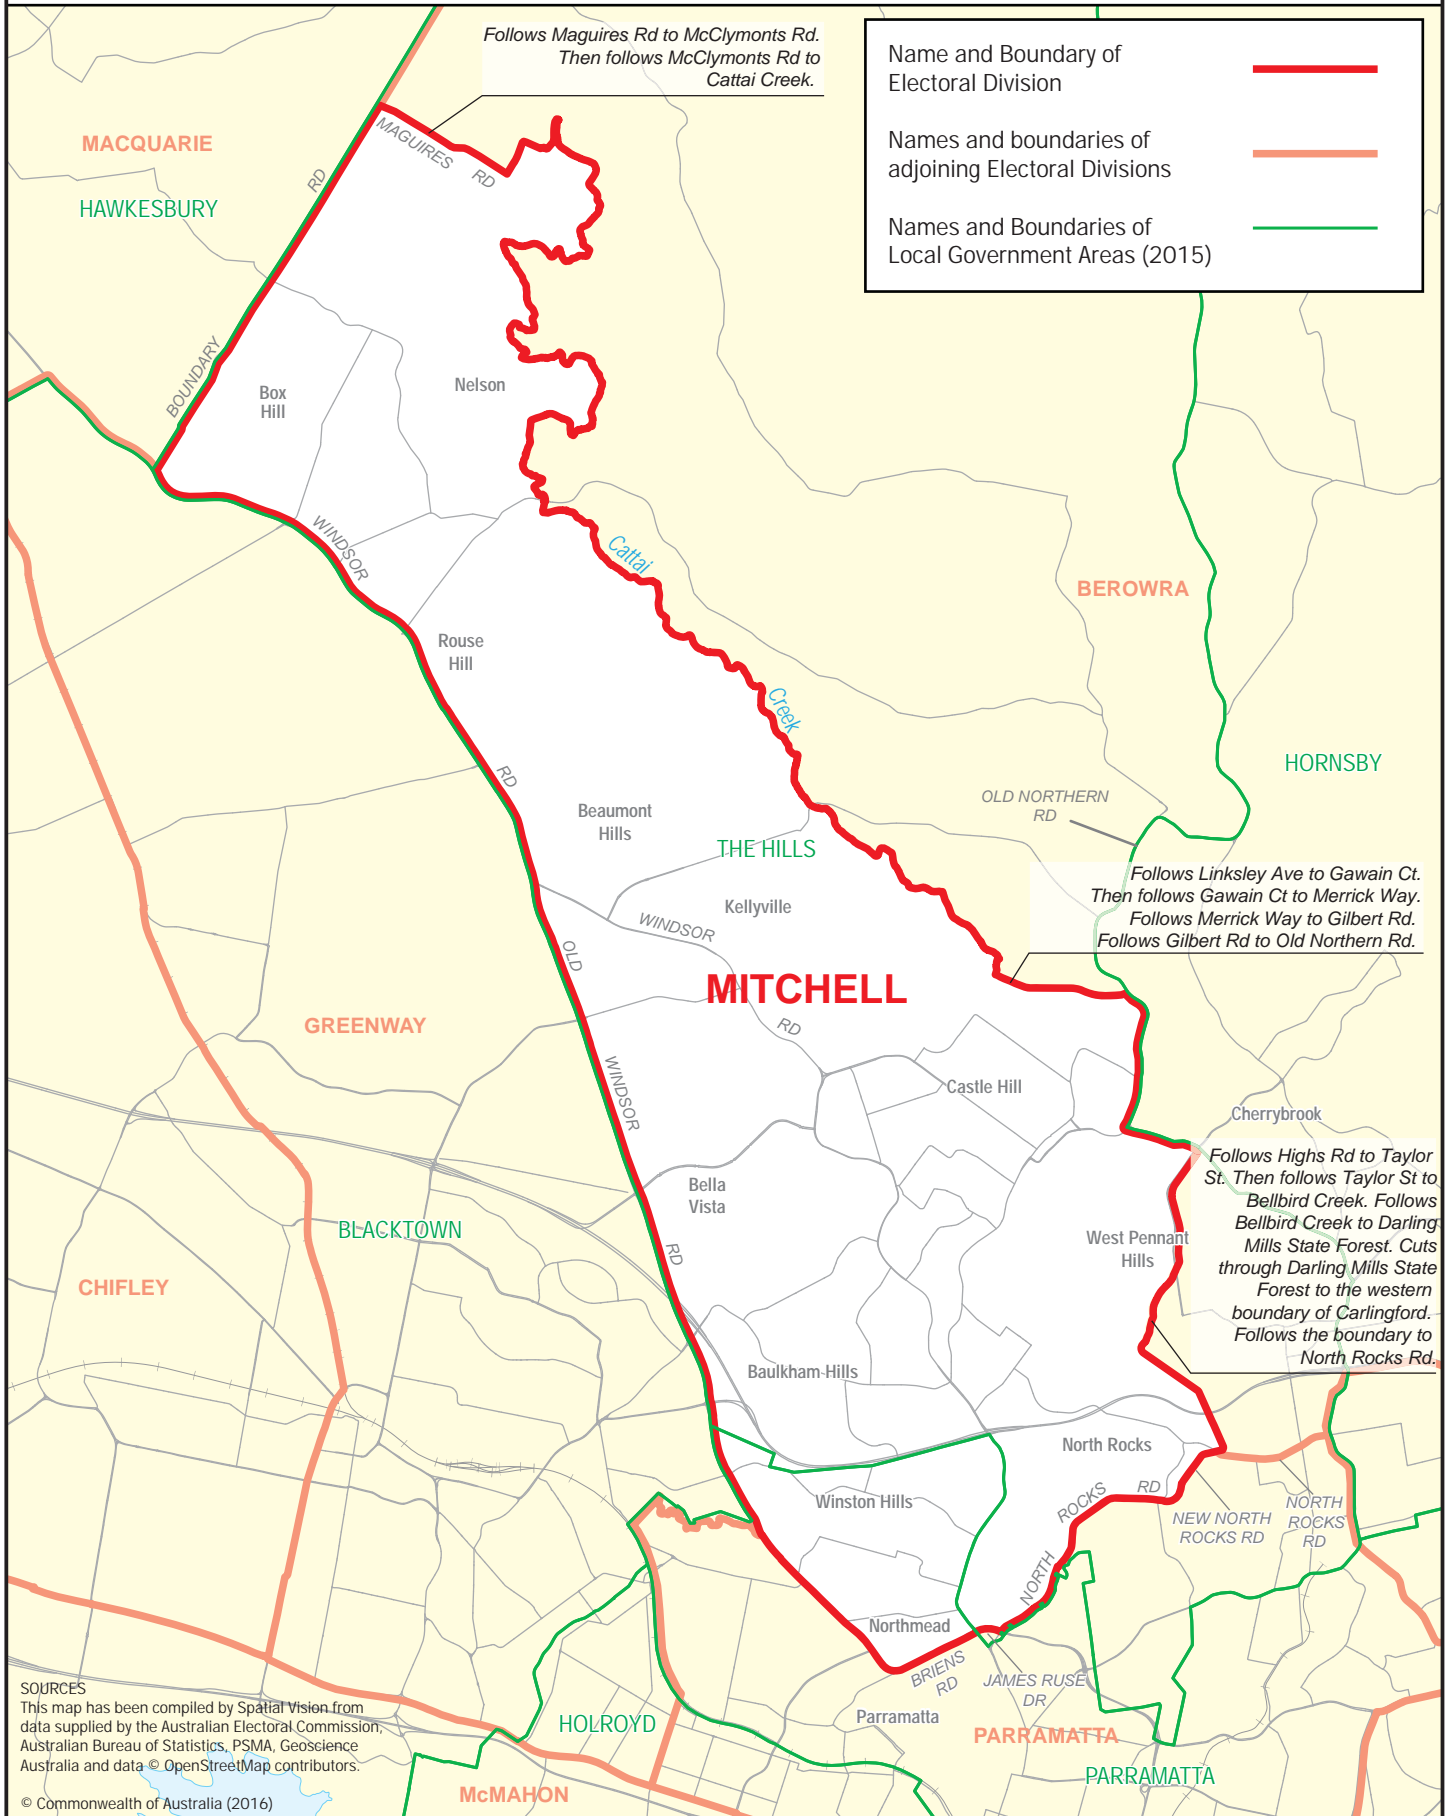 Follows Maguires Rd to McClymonts Rd.
Then follows McClymonts Rd to
Cattai Creek.
Name and Boundary of
Electoral Division
Names and boundaries of
adjoining Electoral Divisions
Names and Boundaries of
Local Government Areas (2015)
MACQUARIE
HAWKESBURY
MAGUIRES RD
BOUNDARY RD
Box
Hill
Nelson
WINDSOR RD
Cattai Creek
BEROWRA
Rouse
Hill
HORNSBY
OLD NORTHERN
RD
Beaumont
Hills
THE HILLS
Follows Linksley Ave to Gawain Ct.
Then follows Gawain Ct to Merrick Way.
Follows Merrick Way to Gilbert Rd.
Follows Gilbert Rd to Old Northern Rd.
Kellyville
WINDSOR RD
OLD WINDSOR RD
MITCHELL
GREENWAY
Castle Hill
Cherrybrook
Follows Highs Rd to Taylor
St. Then follows Taylor St to
Bellbird Creek. Follows
Bellbird Creek to Darling
Mills State Forest. Cuts
through Darling Mills State
Forest to the western
boundary of Carlingford.
Follows the boundary to
North Rocks Rd.
Bella
Vista
BLACKTOWN
West Pennant
Hills
CHIFLEY
Baulkham Hills
North Rocks
Winston Hills
NORTH ROCKS RD
NEW NORTH
ROCKS RD
NORTH
ROCKS
RD
Northmead
BRIENS
RD
JAMES RUSE
DR
Parramatta
HOLROYD
PARRAMATTA
PARRAMATTA
McMAHON
SOURCES
This map has been compiled by Spatial Vision from
data supplied by the Australian Electoral Commission,
Australian Bureau of Statistics, PSMA, Geoscience
Australia and data © OpenStreetMap contributors.
© Commonwealth of Australia (2016)